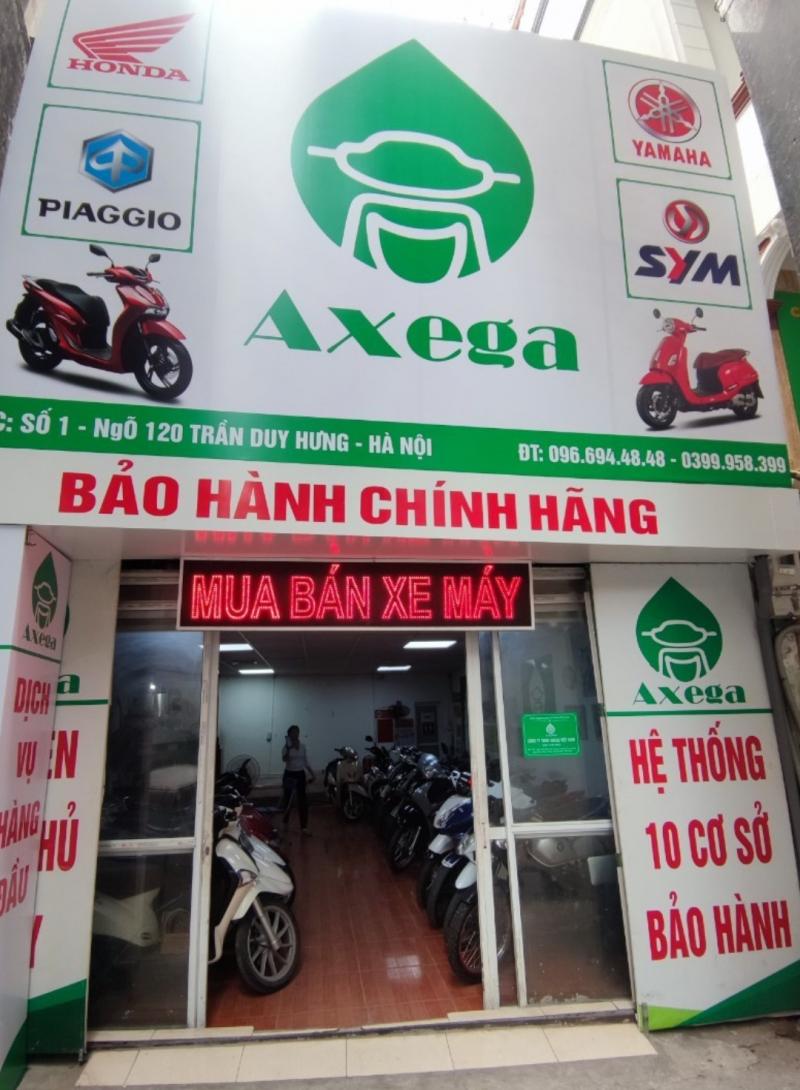 HONDA
PIAGGIO
YAMAHA
SYM
Axega
C: SỐ 1 - NgÕ 120 TRẦN DUY HƯNG - HÀ NỘI
ĐT: 096.694.48.48 - 0399.958.399
BẢO HÀNH CHÍNH HÃNG
MUA BÁN XE MÁY
Axega
DỊCH
VỤ
HÀNG
ĐẦU
a
ÊN
HỦ
Y
Axega
HỆ THỐNG
10 CƠ SỞ
BẢO HÀNH